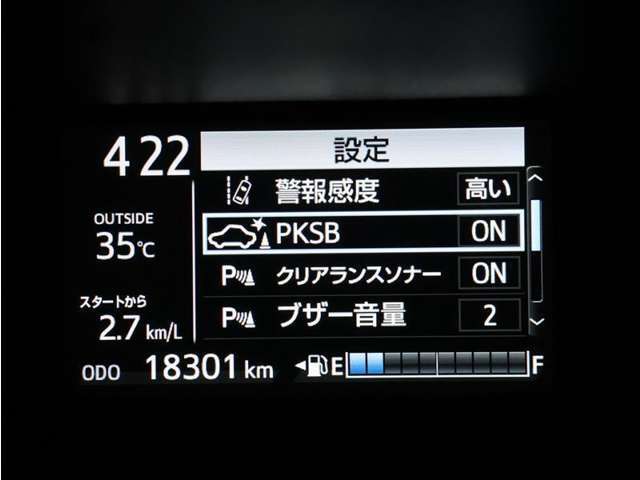 4 22
設定
警報感度 高い
OUTSIDE
35℃
PKSB ON
クリアランスソナー ON
スタートから
2.7 km/L
ブザー音量 2
ODO 18301 km
E F